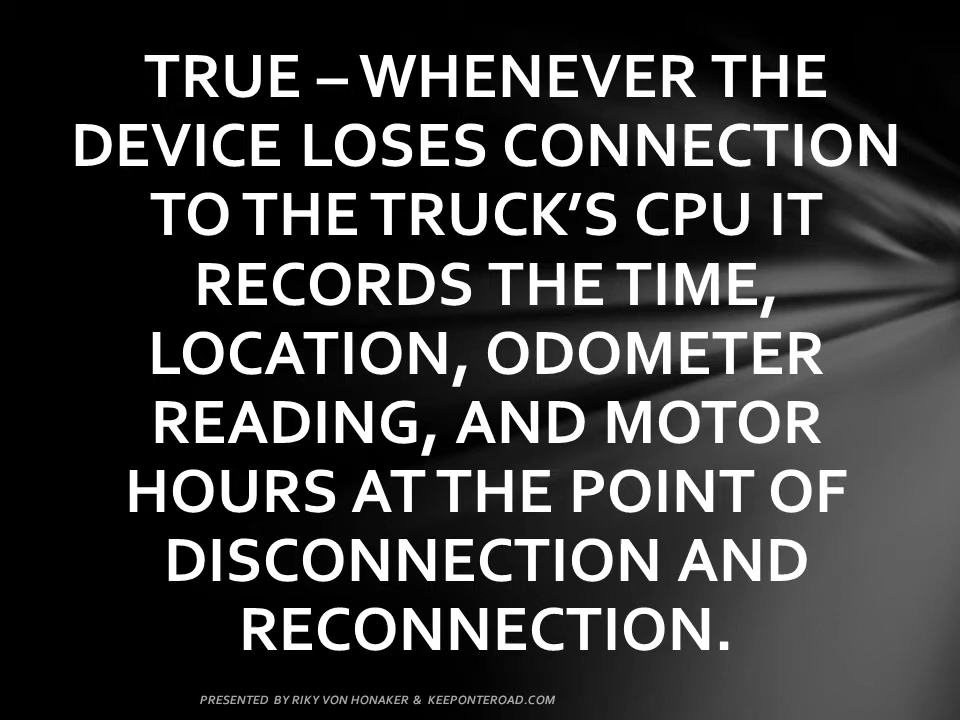 TRUE – WHENEVER THE
DEVICE LOSES CONNECTION
TO THE TRUCK’S CPU IT
RECORDS THE TIME,
LOCATION, ODOMETER
READING, AND MOTOR
HOURS AT THE POINT OF
DISCONNECTION AND
RECONNECTION.
PRESENTED BY RIKY VON HONAKER & KEEPONTEROAD.COM